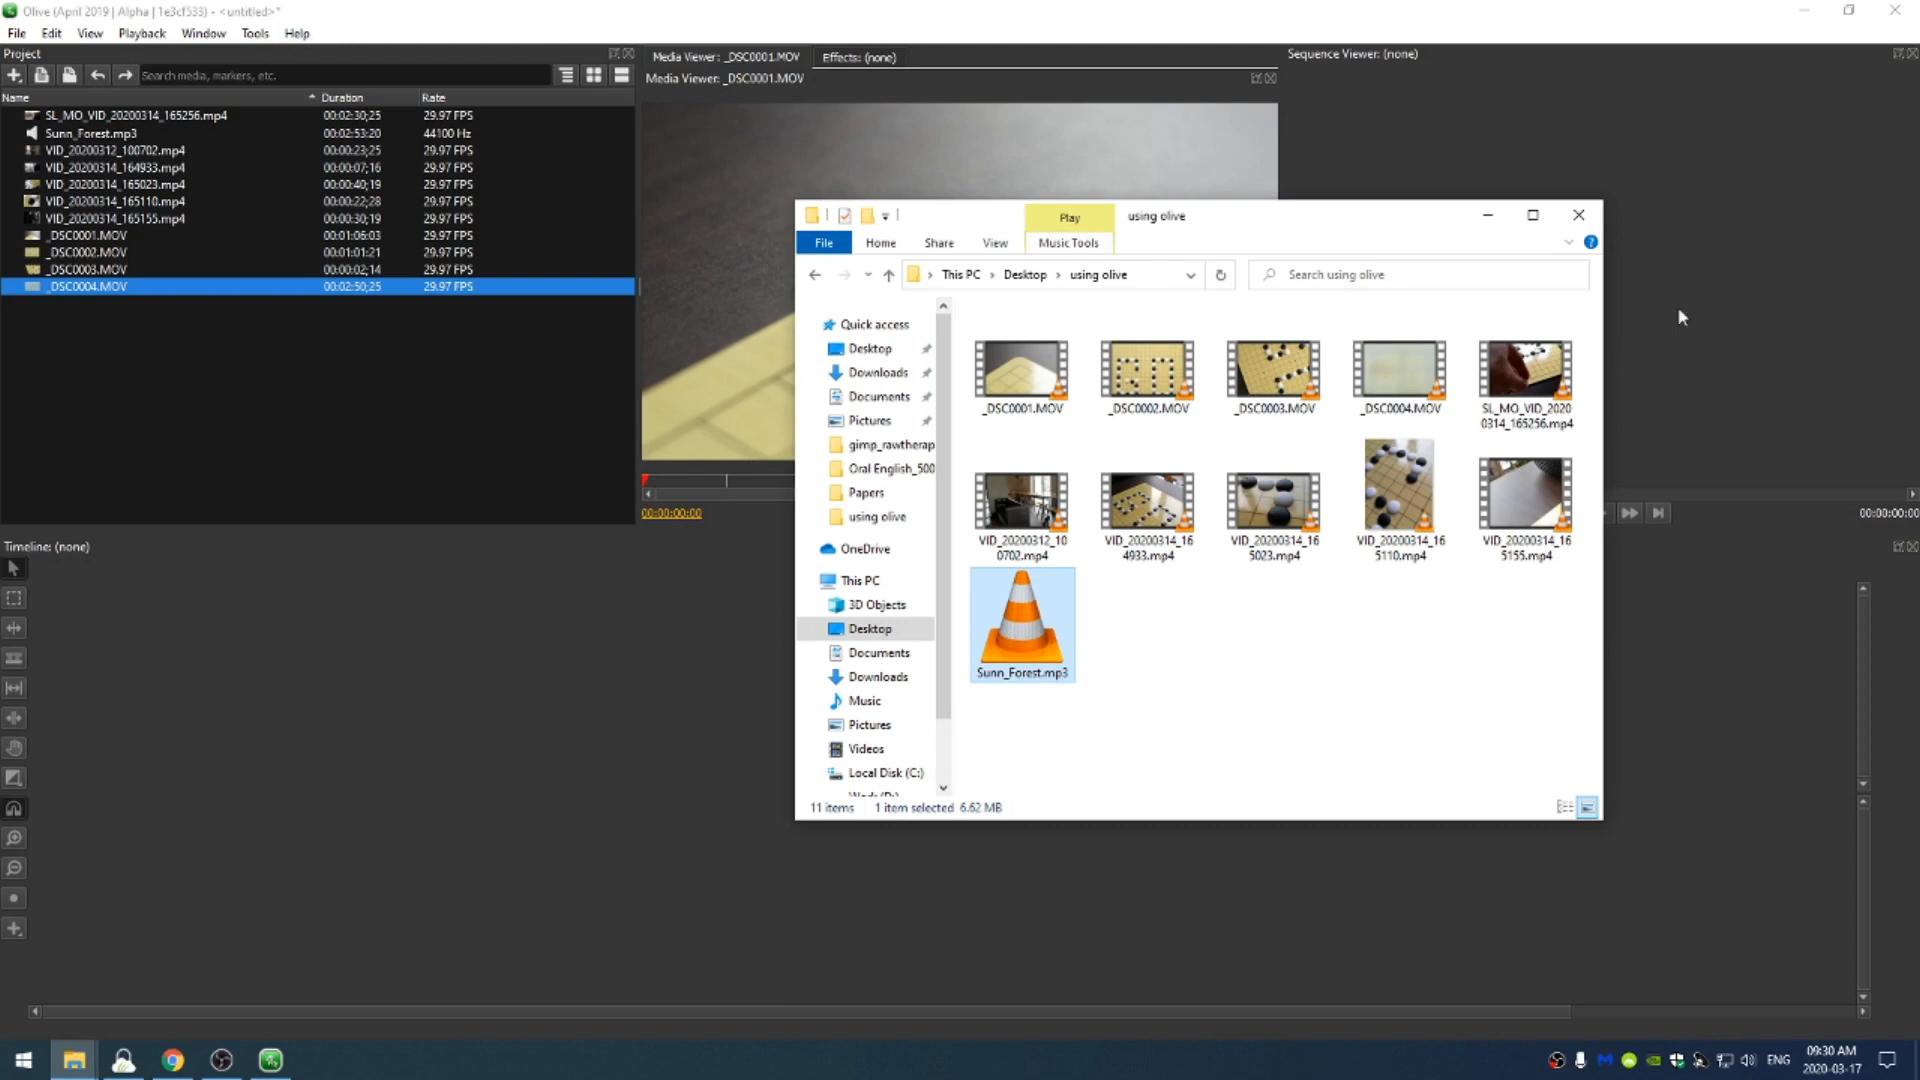 Olive (April 2019 | Alpha | 1e3cf533) - <untitled>*
File Edit View Playback Window Tools Help
Project
Search media, markers, etc.
Name Duration Rate
SL_MO_VID_20200314_165256.mp4 00:02:30;25 29.97 FPS
Sunn_Forest.mp3 00:02:53:20 44100 Hz
VID_20200312_100702.mp4 00:00:23;25 29.97 FPS
VID_20200314_164933.mp4 00:00:07;16 29.97 FPS
VID_20200314_165023.mp4 00:00:40;19 29.97 FPS
VID_20200314_165110.mp4 00:00:22;28 29.97 FPS
VID_20200314_165155.mp4 00:00:30;19 29.97 FPS
_DSC0001.MOV 00:01:06;03 29.97 FPS
_DSC0002.MOV 00:01:01;21 29.97 FPS
_DSC0003.MOV 00:00:02;14 29.97 FPS
_DSC0004.MOV 00:02:50;25 29.97 FPS
Media Viewer: _DSC0001.MOV Effects: (none)
Media Viewer: _DSC0001.MOV
00:00:00;00
Sequence Viewer: (none)
00:00:00;00
Timeline: (none)
Play using olive
File Home Share View Music Tools
This PC > Desktop > using olive
Search using olive
Quick access
Desktop
Downloads
Documents
Pictures
gimp_rawtherap
Oral English_500
Papers
using olive
OneDrive
This PC
3D Objects
Desktop
Documents
Downloads
Music
Pictures
Videos
Local Disk (C:)
_DSC0001.MOV _DSC0002.MOV _DSC0003.MOV _DSC0004.MOV SL_MO_VID_2020
0314_165256.mp4
VID_20200312_10 VID_20200314_16 VID_20200314_16 VID_20200314_16 VID_20200314_16
0702.mp4 4933.mp4 5023.mp4 5110.mp4 5155.mp4
Sunn_Forest.mp3
11 items 1 item selected 6.62 MB
ENG
09:30 AM
2020-03-17